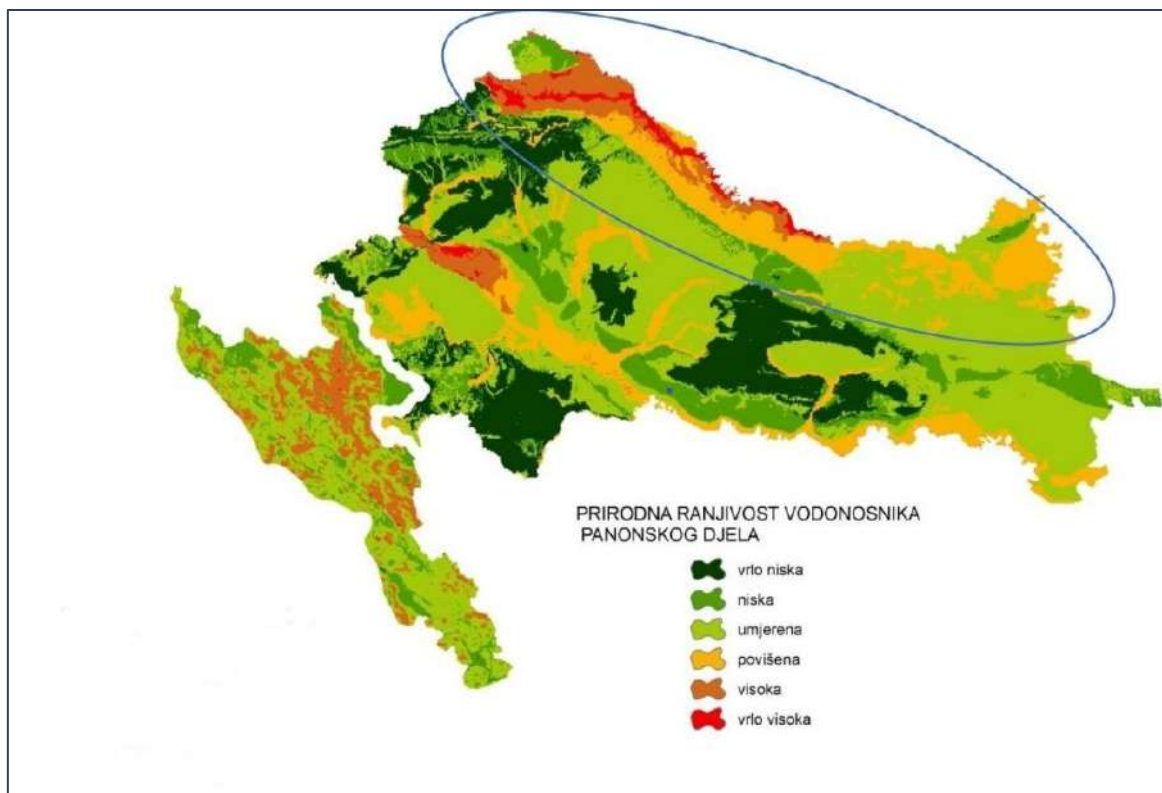 PRIRODNA RANJIVOST VODONOSNIKA
PANONSKOG DJELA
vrlo niska
niska
umjerena
povišena
visoka
vrlo visoka